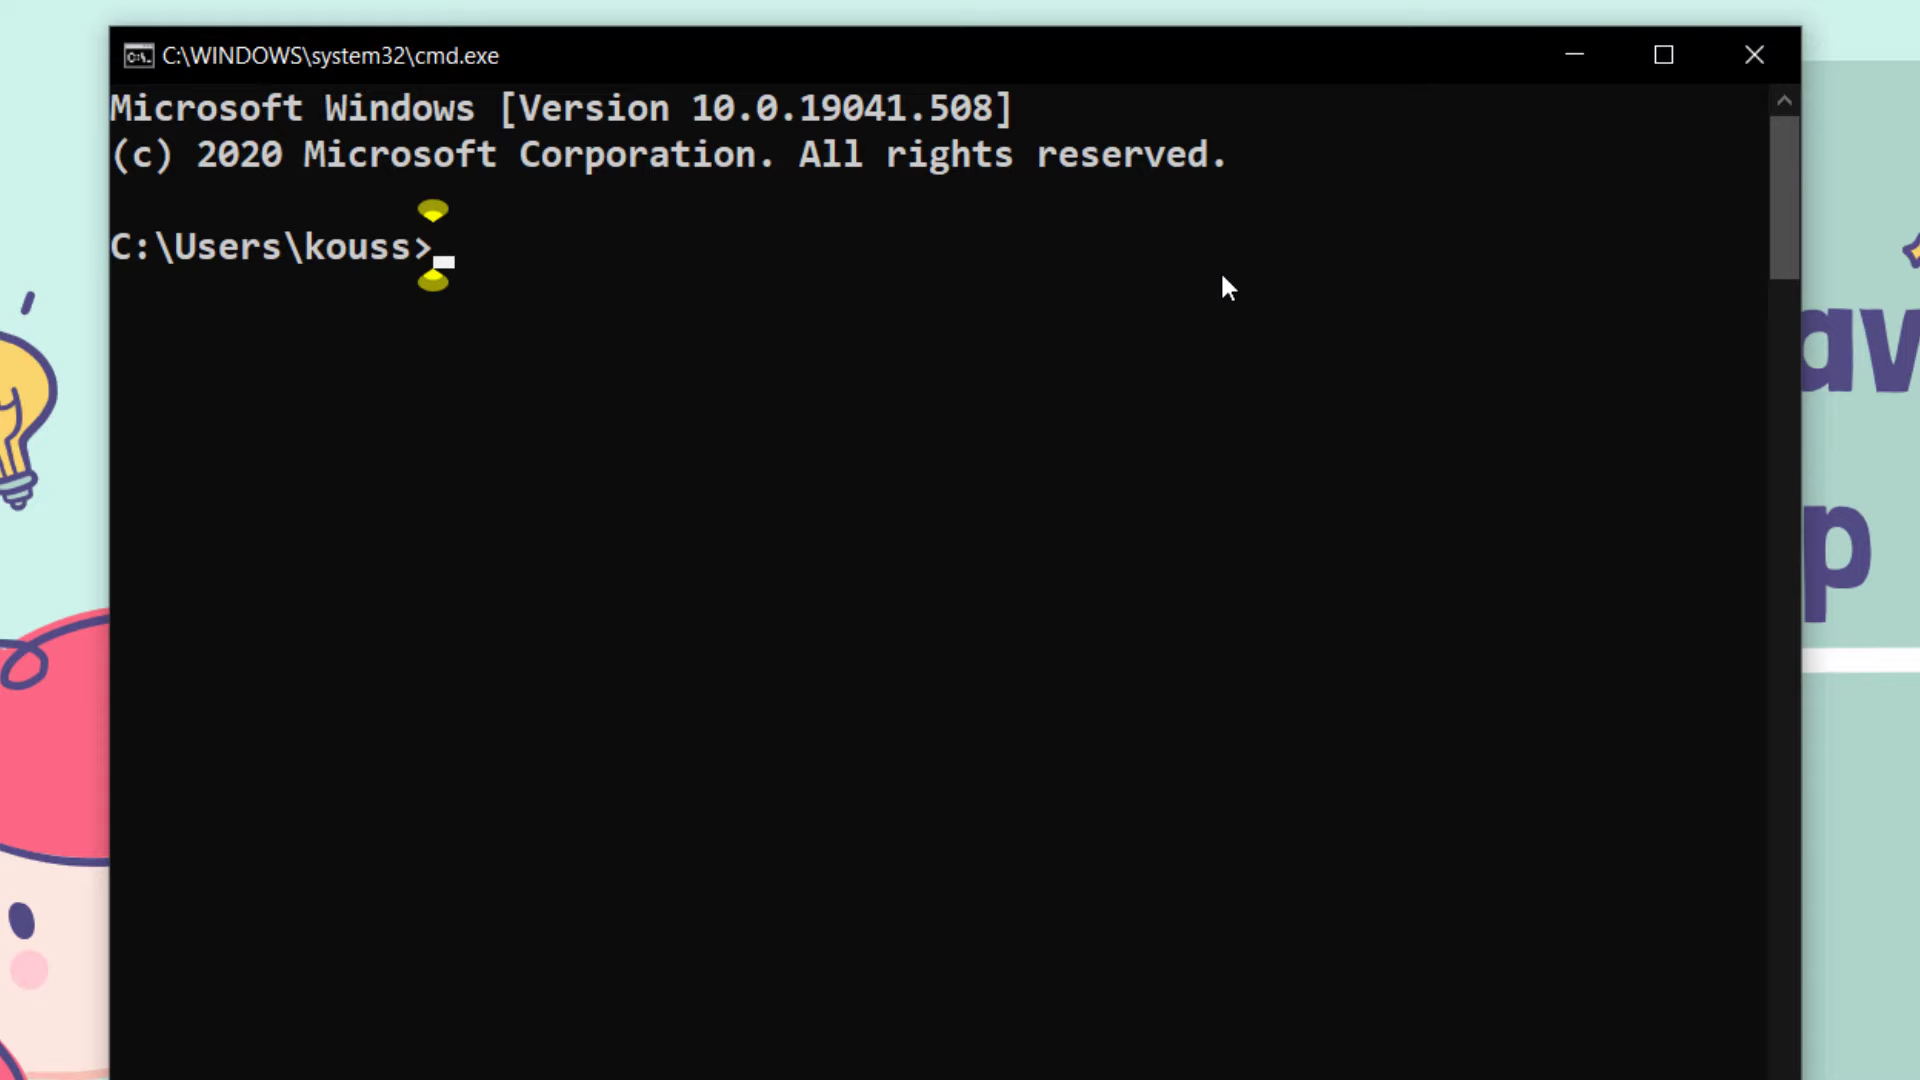 C:\WINDOWS\system32\cmd.exe
Microsoft Windows [Version 10.0.19041.508]
(c) 2020 Microsoft Corporation. All rights reserved.
C:\Users\kouss>